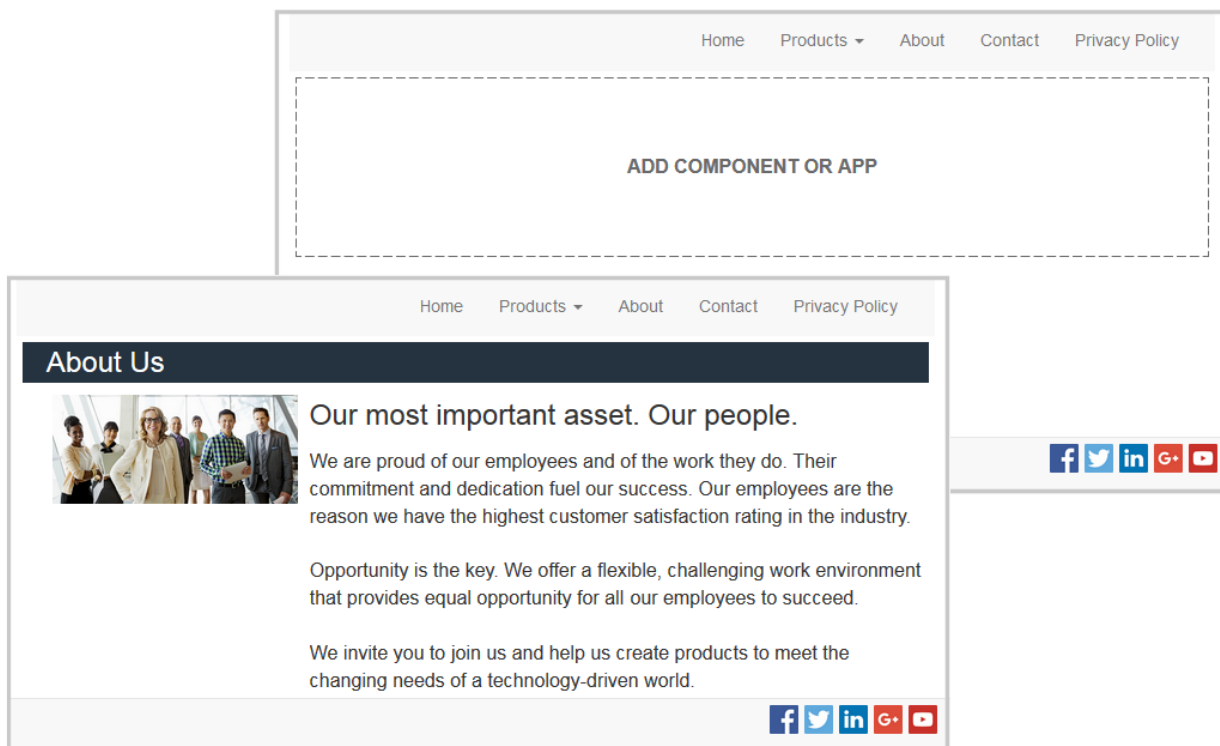 Home Products About Contact Privacy Policy
ADD COMPONENT OR APP
Home Products About Contact Privacy Policy
About Us
Our most important asset. Our people.
We are proud of our employees and of the work they do. Their
commitment and dedication fuel our success. Our employees are the
reason we have the highest customer satisfaction rating in the industry.
Opportunity is the key. We offer a flexible, challenging work environment
that provides equal opportunity for all our employees to succeed.
We invite you to join us and help us create products to meet the
changing needs of a technology-driven world.
f in G+
f in G+